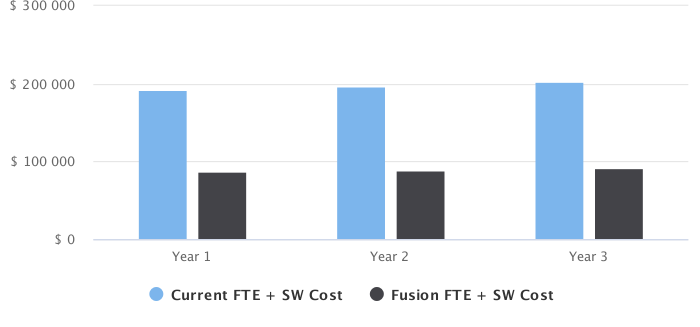 $ 300 000
$ 200 000
$ 100 000
$ 0
Year 1 Year 2 Year 3
Current FTE + SW Cost Fusion FTE + SW Cost